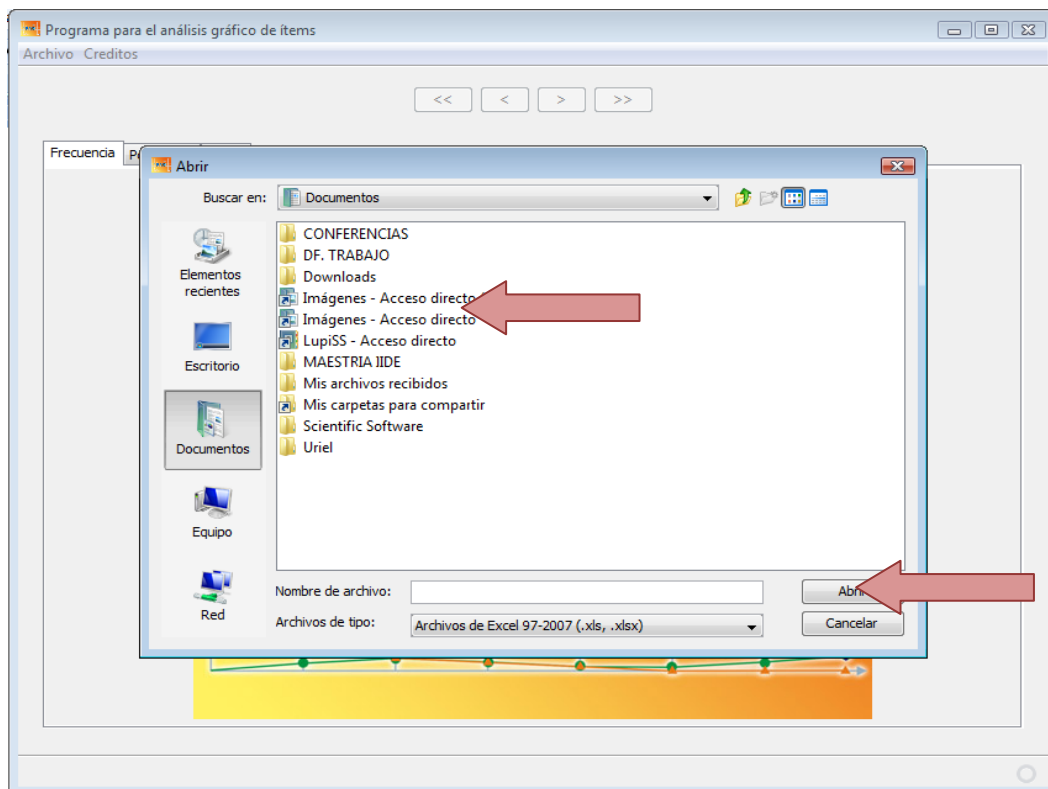 Programa para el análisis gráfico de ítems
Archivo Creditos
<< < > >>
Frecuencia
Abrir
Buscar en: Documentos
CONFERENCIAS
DF. TRABAJO
Downloads
Imágenes - Acceso directo
Imágenes - Acceso directo
LupiSS - Acceso directo
MAESTRIA IIDE
Mis archivos recibidos
Mis carpetas para compartir
Scientific Software
Uriel
Elementos
recientes
Escritorio
Documentos
Equipo
Red
Nombre de archivo:
Abrir
Archivos de tipo: Archivos de Excel 97-2007 (.xls, .xlsx)
Cancelar